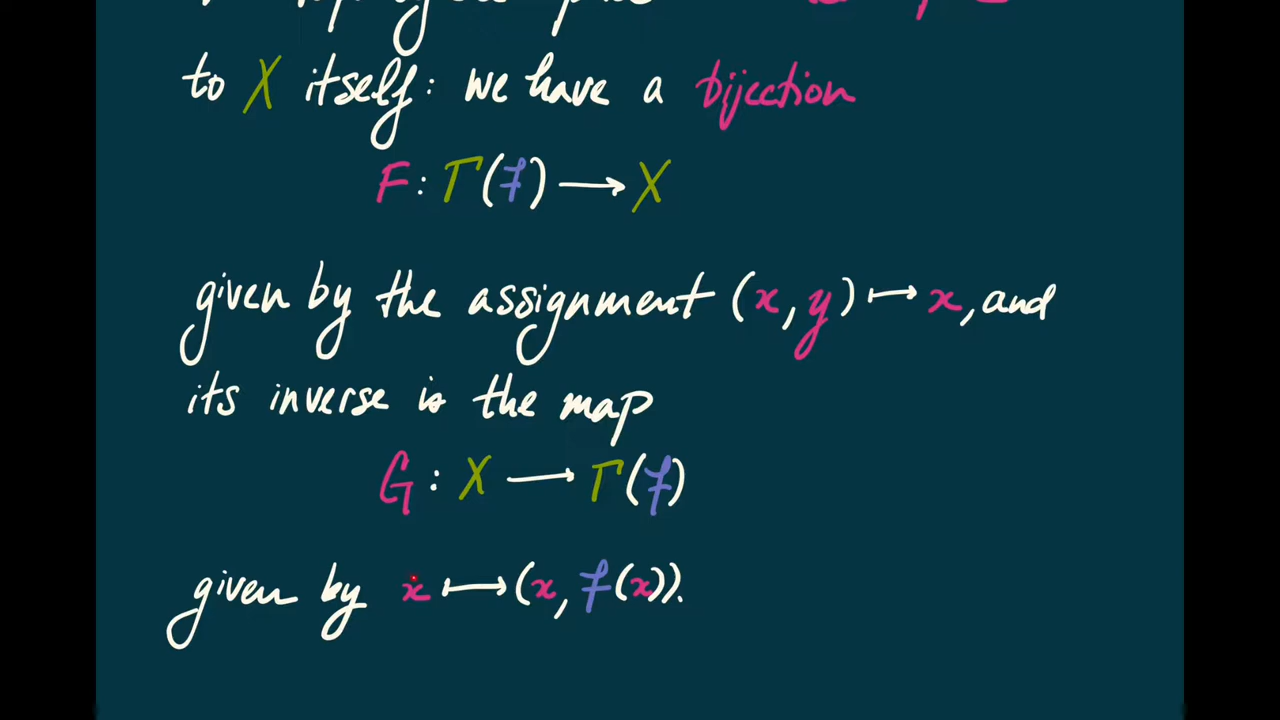 to X itself: we have a bijection
F : Γ(f) ⟶ X
given by the assignment (x, y) ⟼ x, and
its inverse is the map
G : X ⟶ Γ(f)
given by x ⟼ (x, f(x)).